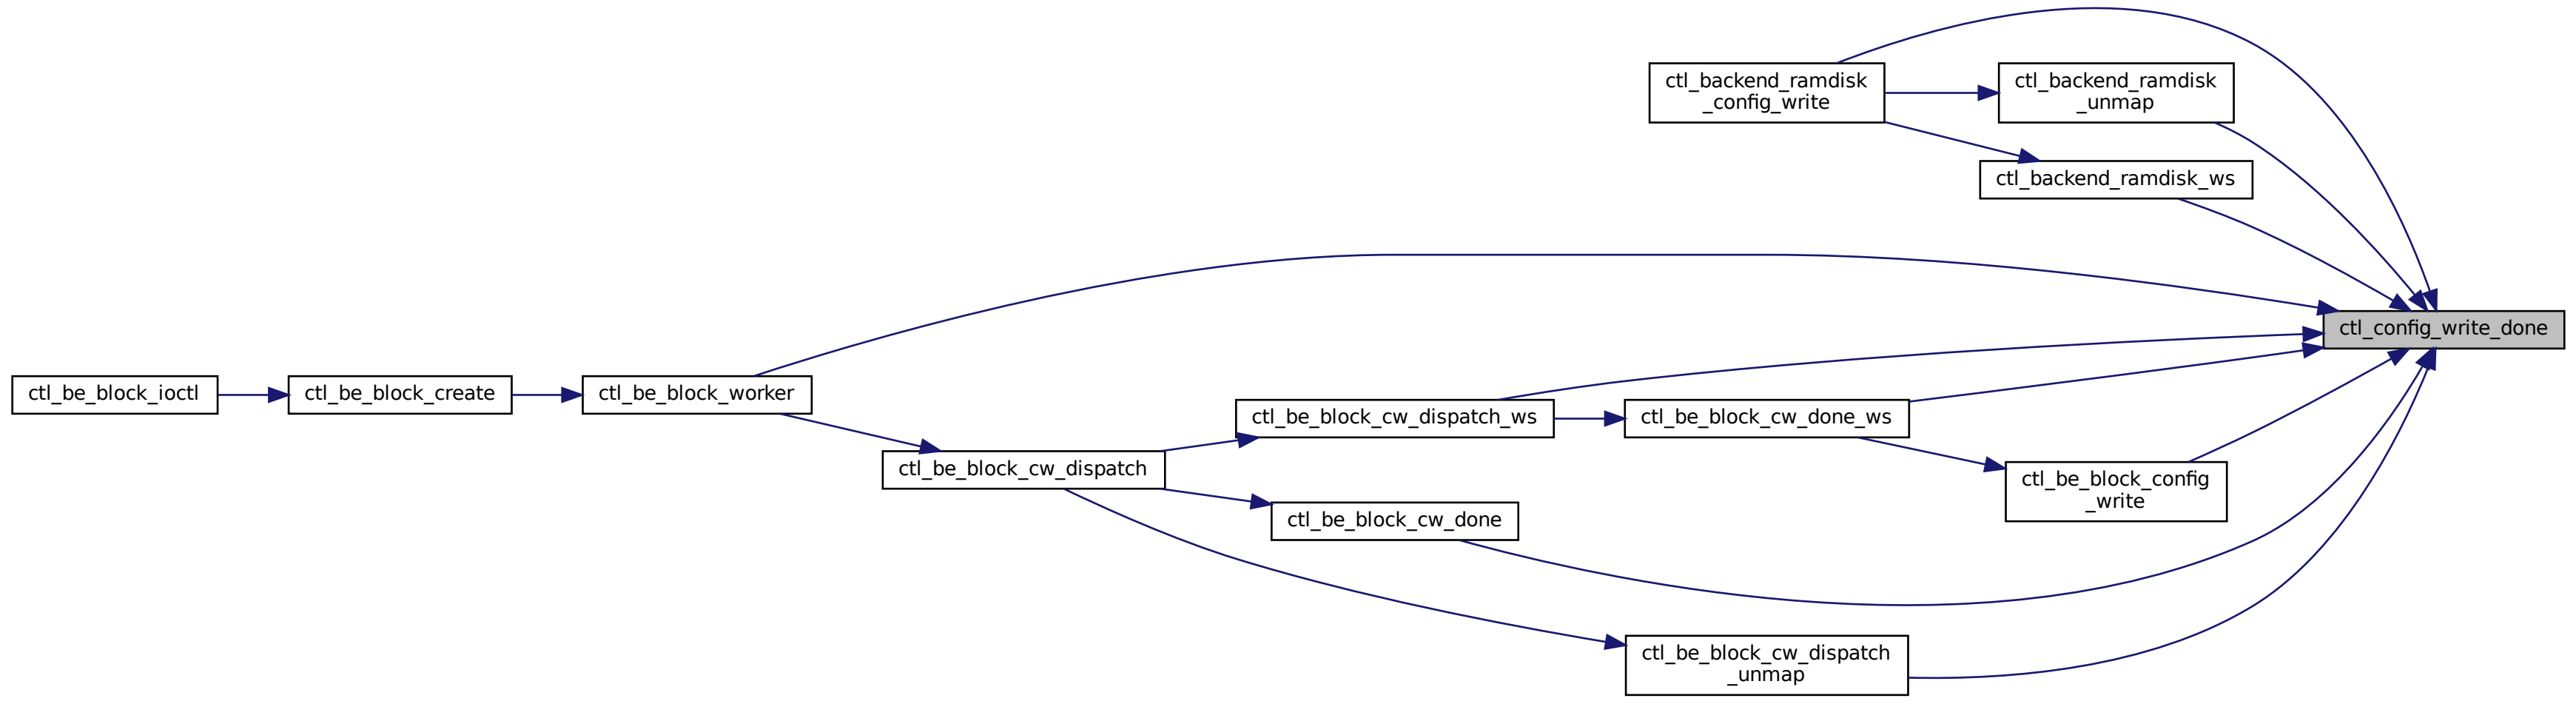 ctl_backend_ramdisk
_config_write
ctl_backend_ramdisk
_unmap
ctl_backend_ramdisk_ws
ctl_config_write_done
ctl_be_block_ioctl
ctl_be_block_create
ctl_be_block_worker
ctl_be_block_cw_dispatch_ws
ctl_be_block_cw_done_ws
ctl_be_block_cw_dispatch
ctl_be_block_config
_write
ctl_be_block_cw_done
ctl_be_block_cw_dispatch
_unmap